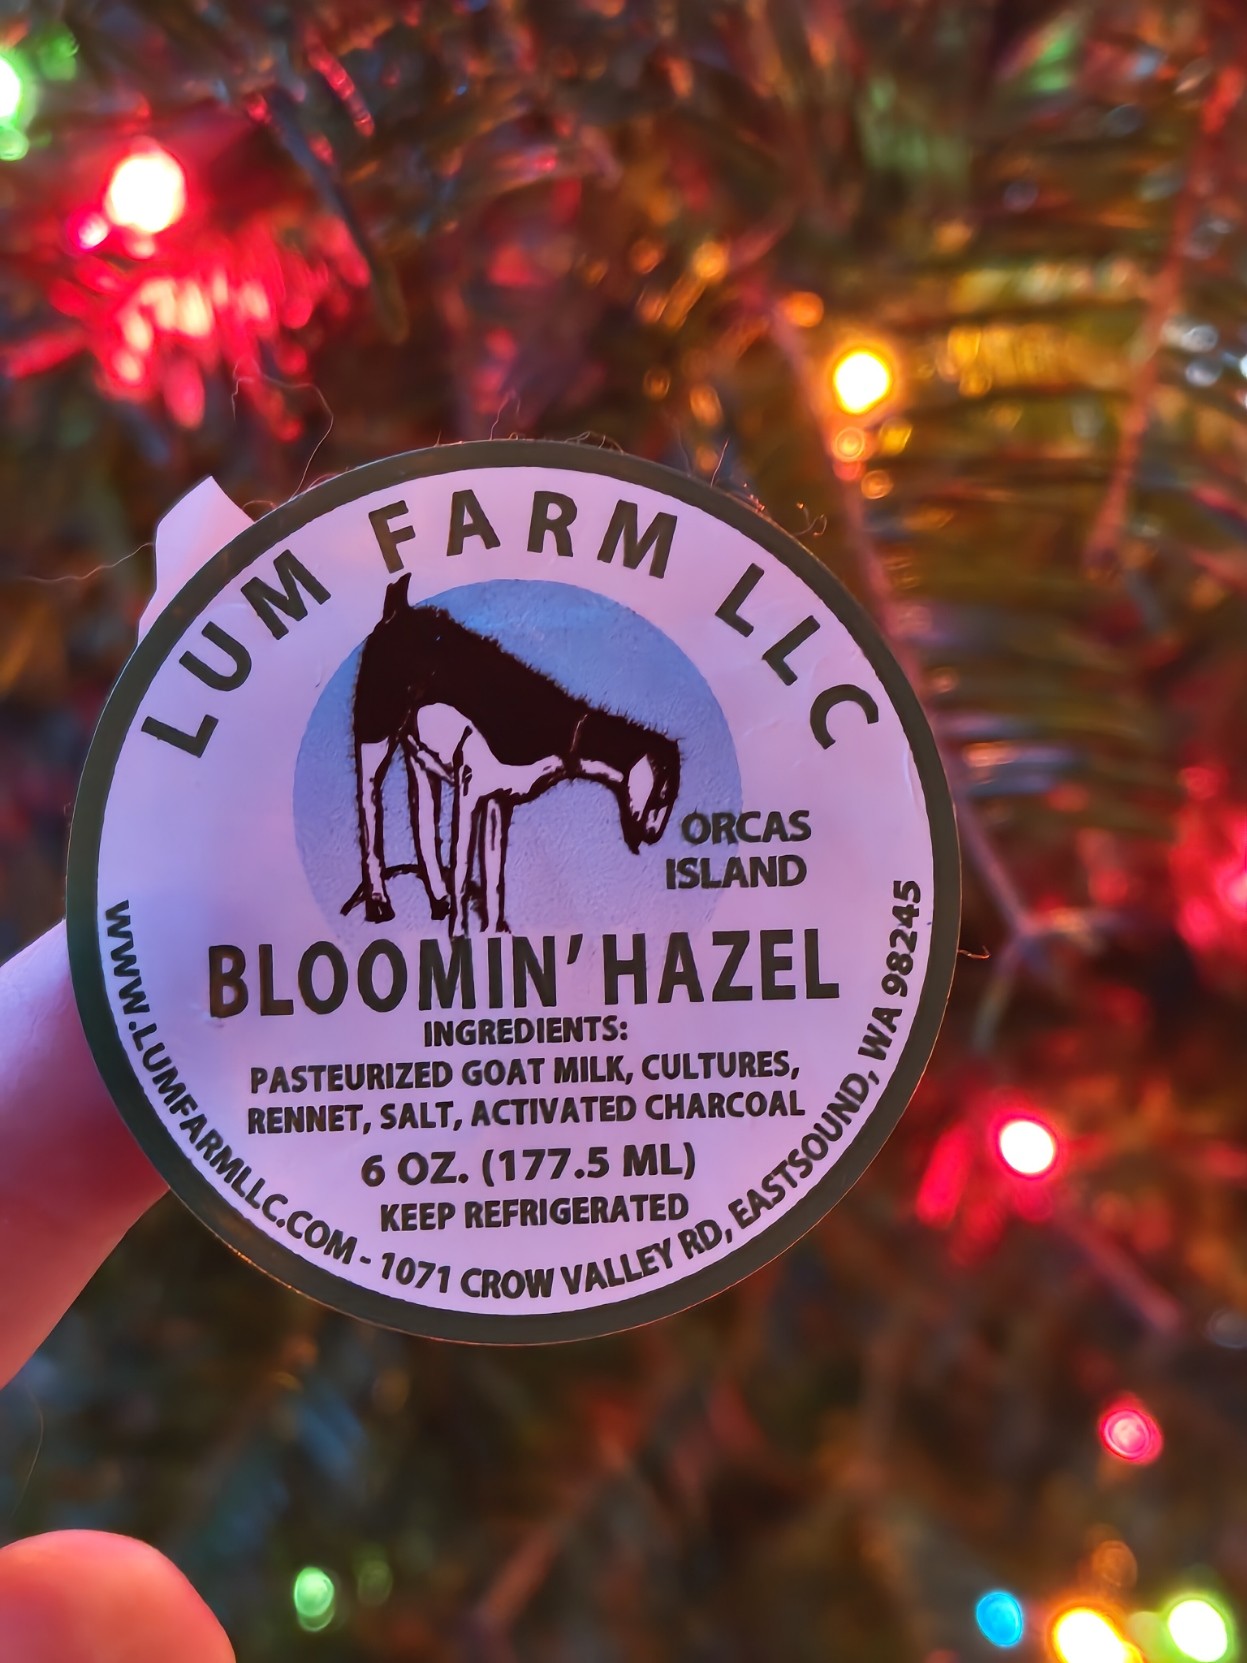 LUM FARM LLC
ORCAS
ISLAND
BLOOMIN' HAZEL
INGREDIENTS:
PASTEURIZED GOAT MILK, CULTURES,
RENNET, SALT, ACTIVATED CHARCOAL
6 OZ. (177.5 ML)
KEEP REFRIGERATED
WWW.LUMFARMLLC.COM - 1071 CROW VALLEY RD, EASTSOUND, WA 98245